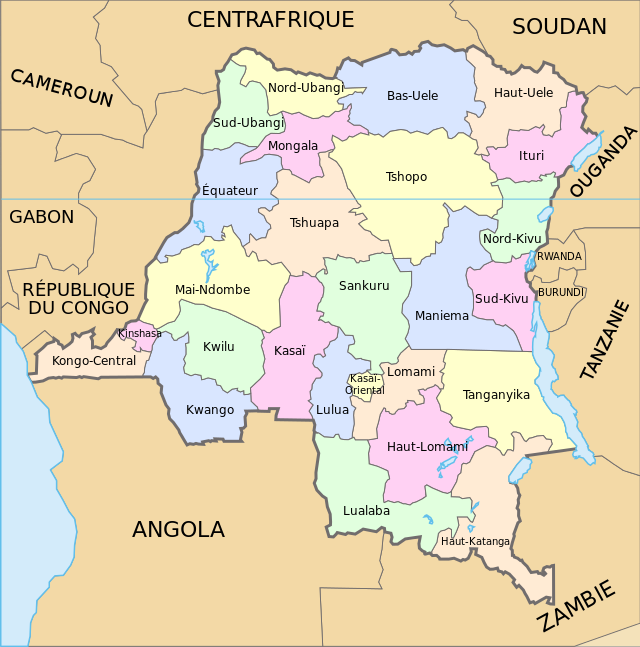 CENTRAFRIQUE
SOUDAN
CAMEROUN
Nord-Ubangi
Bas-Uele
Haut-Uele
Sud-Ubangi
Mongala
Ituri
OUGANDA
Équateur
Tshopo
GABON
Tshuapa
Nord-Kivu
RWANDA
RÉPUBLIQUE
DU CONGO
Mai-Ndombe
Sankuru
Sud-Kivu
BURUNDI
Maniema
TANZANIE
Kinshasa
Kongo-Central
Kwilu
Kasaï
Kasaï-
Oriental
Lomami
Kwango
Lulua
Tanganyika
Haut-Lomami
Lualaba
ANGOLA
Haut-Katanga
ZAMBIE